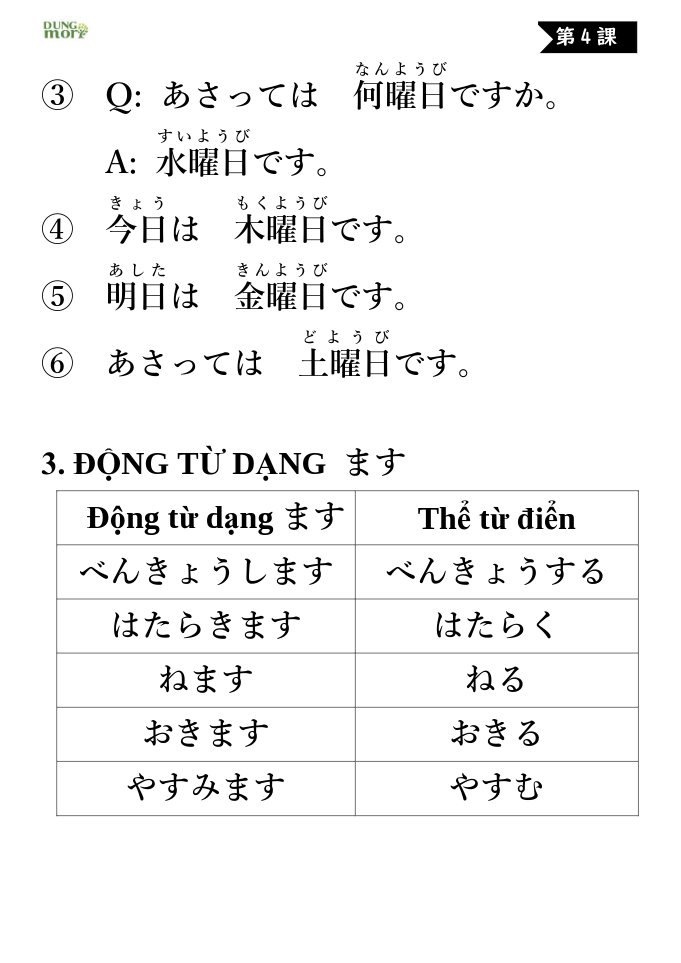 DUNG
mori
第4課
なんようび
③ Q: あさっては 何曜日ですか。
すいようび
A: 水曜日です。
きょう もくようび
④ 今日は 木曜日です。
あした きんようび
⑤ 明日は 金曜日です。
どようび
⑥ あさっては 土曜日です。
3. ĐỘNG TỪ DẠNG ます
Động từ dạng ます Thể từ điển
べんきょうします べんきょうする
はたらきます はたらく
ねます ねる
おきます おきる
やすみます やすむ